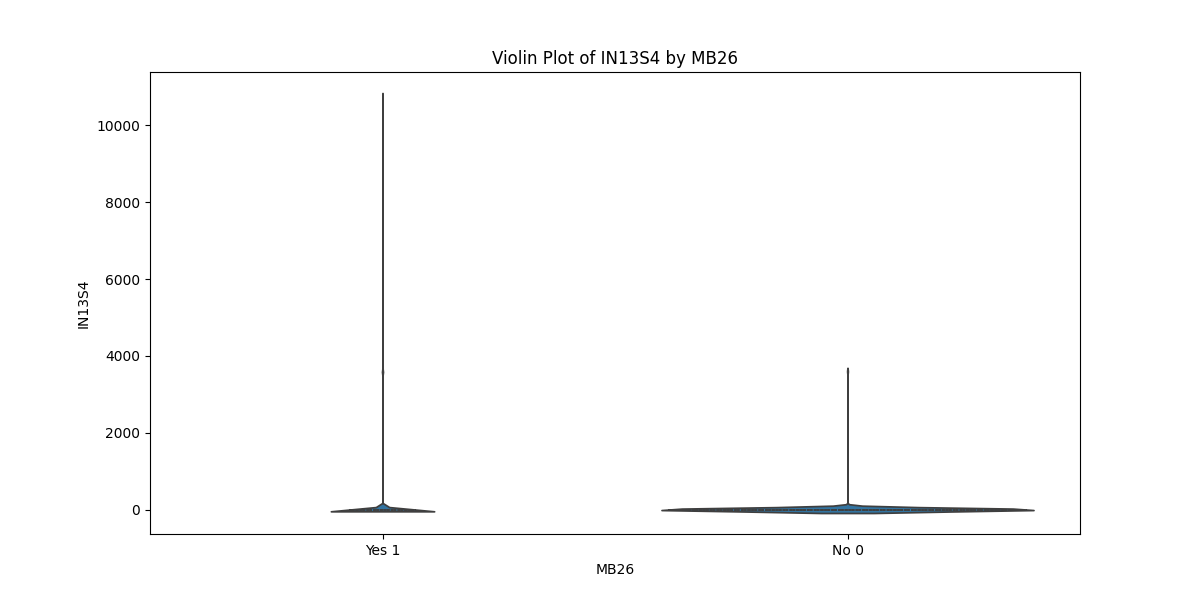 Violin Plot of IN13S4 by MB26
IN13S4
10000
8000
6000
4000
2000
0
Yes 1
No 0
MB26